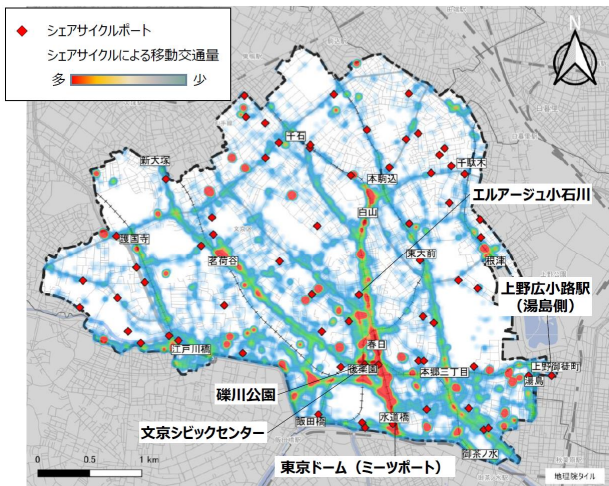 シェアサイクルポート
シェアサイクルによる移動交通量
多
少
N
千石
新大塚
本駒込
千駄木
エルアージュ小石川
白山
護国寺
茗荷谷
東大前
根津
上野広小路駅
（湯島側）
江戸川橋
春日
後楽園
本郷三丁目
上野御徒町
湯島
礫川公園
飯田橋
水道橋
文京シビックセンター
御茶ノ水
東京ドーム（ミーツポート）
0
0.5
1 km
地理院タイル